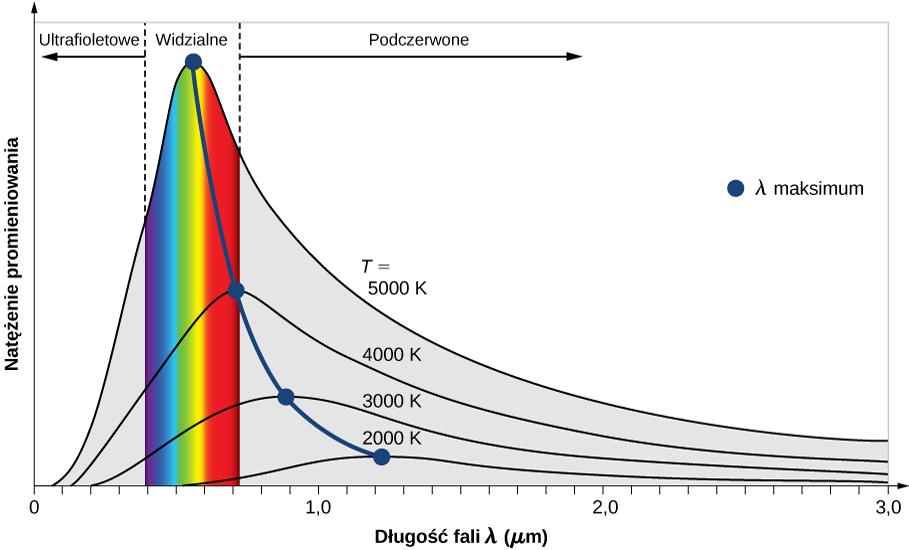 Ultrafioletowe
Widzialne
Podczerwone
Natężenie promieniowania
λ maksimum
T =
5000 K
4000 K
3000 K
2000 K
0
1,0
2,0
3,0
Długość fali λ (μm)